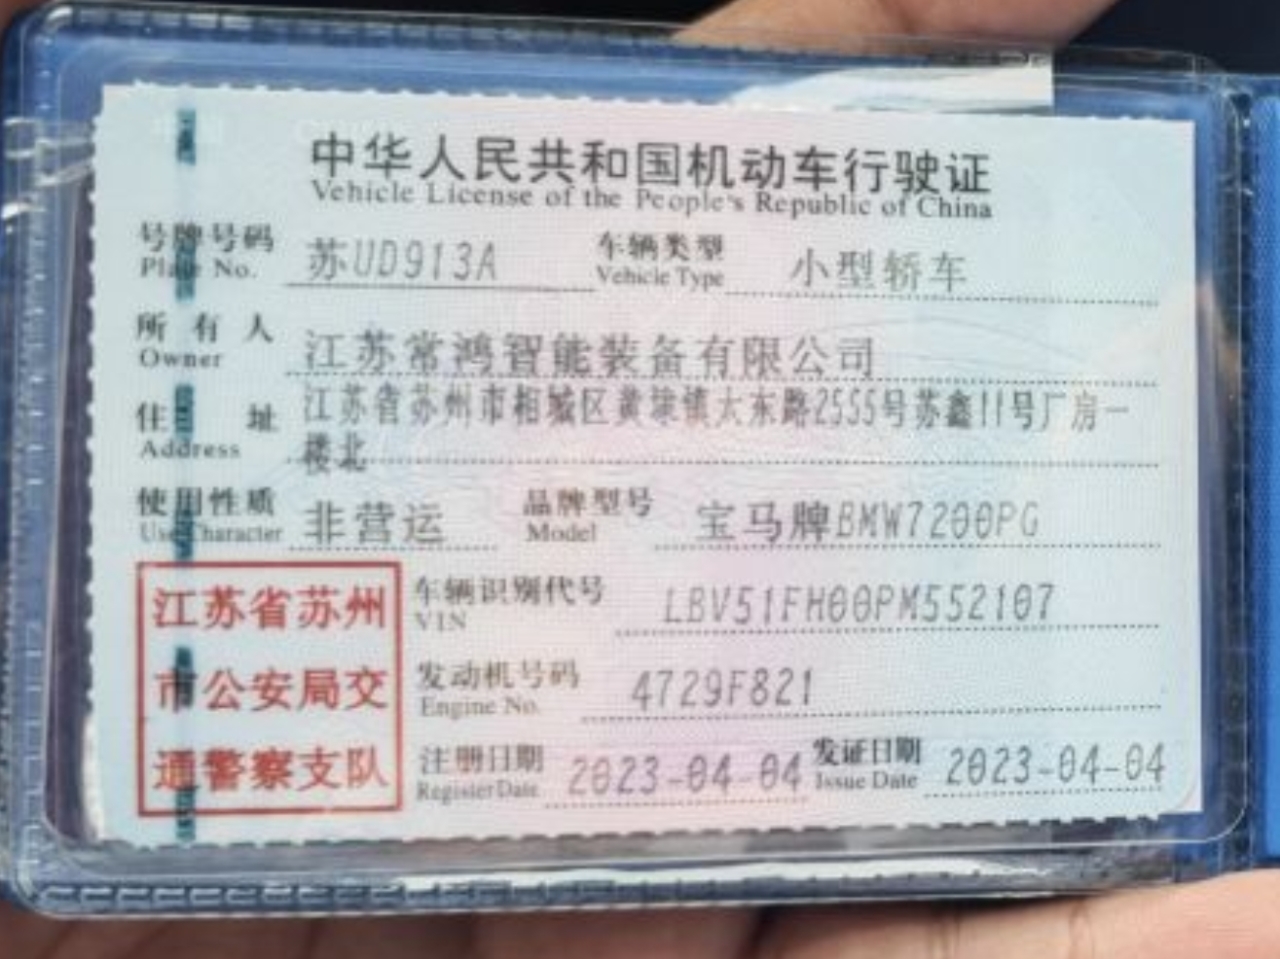 中华人民共和国机动车行驶证
Vehicle License of the People's Republic of China
号牌号码 苏UD913A 车辆类型 小型轿车
Plate No. Vehicle Type
所有人 江苏常鸿智能装备有限公司
Owner
住址 江苏省苏州市相城区黄埭镇太东路2555号苏鑫11号厂房一
Address 楼北
使用性质 非营运 品牌型号 宝马牌BMW7200PG
Use Character Model
江苏省苏州
市公安局交
通警察支队
车辆识别代号 LBV51FH00PM552107
VIN
发动机号码 4729F821
Engine No.
注册日期 2023-04-04 发证日期 2023-04-04
Register Date Issue Date